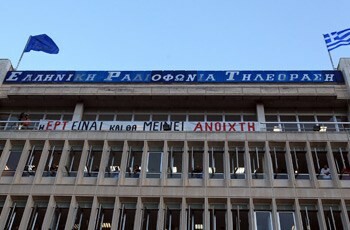 ΕΛΛΗΝΙΚΗ ΡΑΔΙΟΦΩΝΙΑ ΤΗΛΕΟΡΑΣΗ
Η ΕΡΤ ΕΙΝΑΙ ΚΑΙ ΘΑ ΜΕΙΝΕΙ ΑΝΟΙΧΤΗ